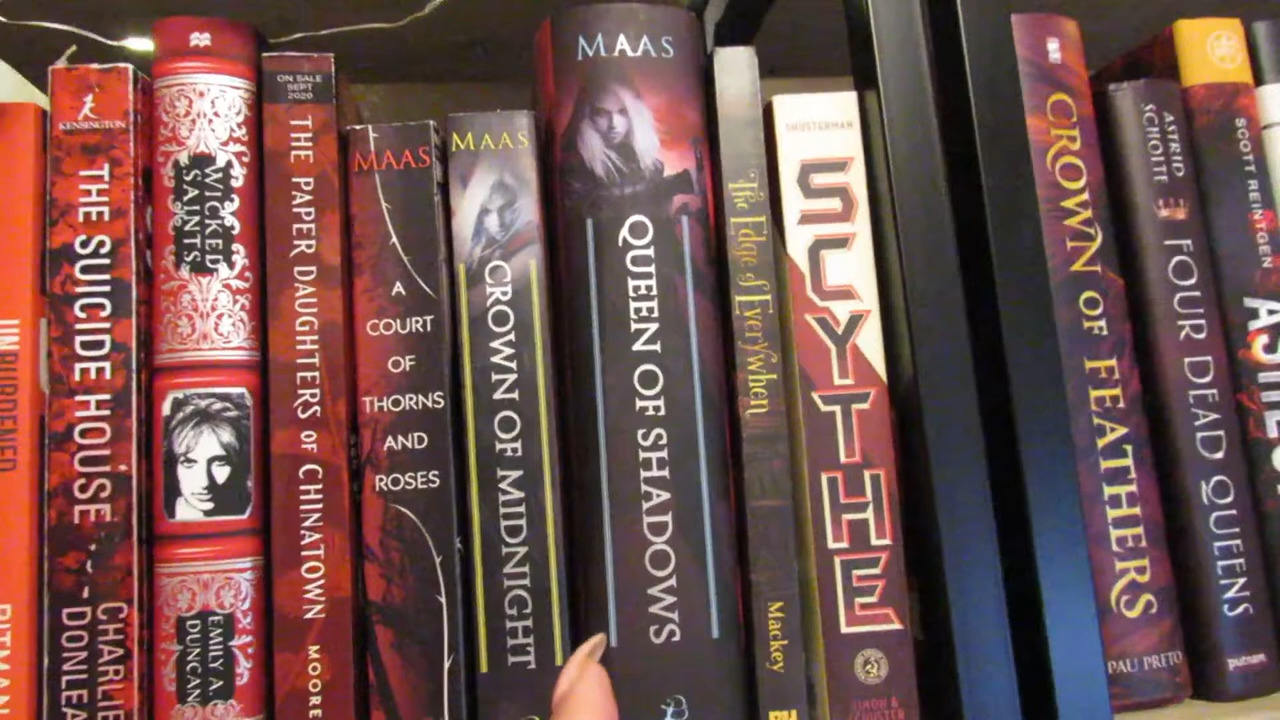 UNBURDENED
PITMAN
KENSINGTON
THE SUICIDE HOUSE
CHARLIE
DONLEA
WICKED
SAINTS
EMILY A.
DUNCAN
ON SALE
SEPT
2020
THE PAPER DAUGHTERS OF CHINATOWN
MOORE
MAAS
A
COURT
OF
THORNS
AND
ROSES
MAAS
CROWN OF MIDNIGHT
MAAS
QUEEN OF SHADOWS
The Edge of Everywhen
Mackey
SHUSTERMAN
SCYTHE
SIMON &
SCHUSTER
CROWN OF FEATHERS
PAU PRETO
ASTRID
SCHOLTE
FOUR DEAD QUEENS
putnam
SCOTT REINTGEN